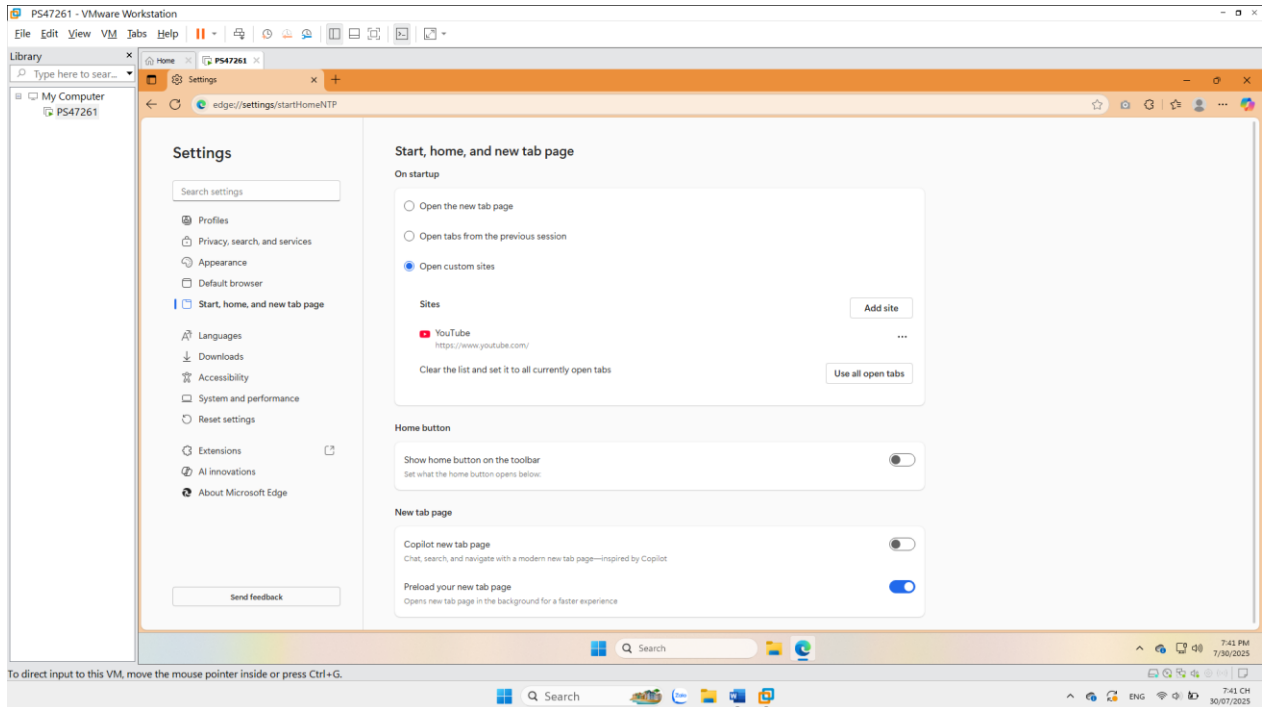 PS47261 - VMware Workstation
File Edit View VM Tabs Help
Library
Type here to sear...
My Computer
PS47261
Home
PS47261
Settings
edge://settings/startHomeNTP
Settings
Search settings
Profiles
Privacy, search, and services
Appearance
Default browser
Start, home, and new tab page
Languages
Downloads
Accessibility
System and performance
Reset settings
Extensions
AI innovations
About Microsoft Edge
Send feedback
Start, home, and new tab page
On startup
Open the new tab page
Open tabs from the previous session
Open custom sites
Sites
Add site
YouTube
https://www.youtube.com/
Clear the list and set it to all currently open tabs
Use all open tabs
Home button
Show home button on the toolbar
Set what the home button opens below:
New tab page
Copilot new tab page
Chat, search, and navigate with a modern new tab page—inspired by Copilot
Preload your new tab page
Opens new tab page in the background for a faster experience
Search
7:41 PM
7/30/2025
To direct input to this VM, move the mouse pointer inside or press Ctrl+G.
Search
Zalo
ENG
7:41 CH
30/07/2025